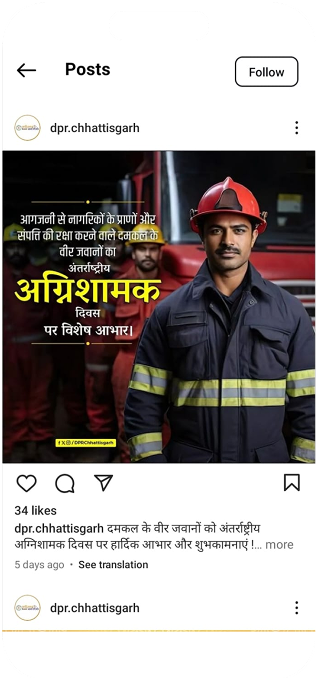 Posts
Follow
dpr.chhattisgarh
आगजनी से नागरिकों के प्राणों और
संपत्ति की रक्षा करने वाले दमकल के
वीर जवानों का
अंतर्राष्ट्रीय
अग्निशामक
दिवस
पर विशेष आभार।
/DPRChhattisgarh
34 likes
dpr.chhattisgarh दमकल के वीर जवानों को अंतर्राष्ट्रीय
अग्निशामक दिवस पर हार्दिक आभार और शुभकामनाएं !... more
5 days ago • See translation
dpr.chhattisgarh